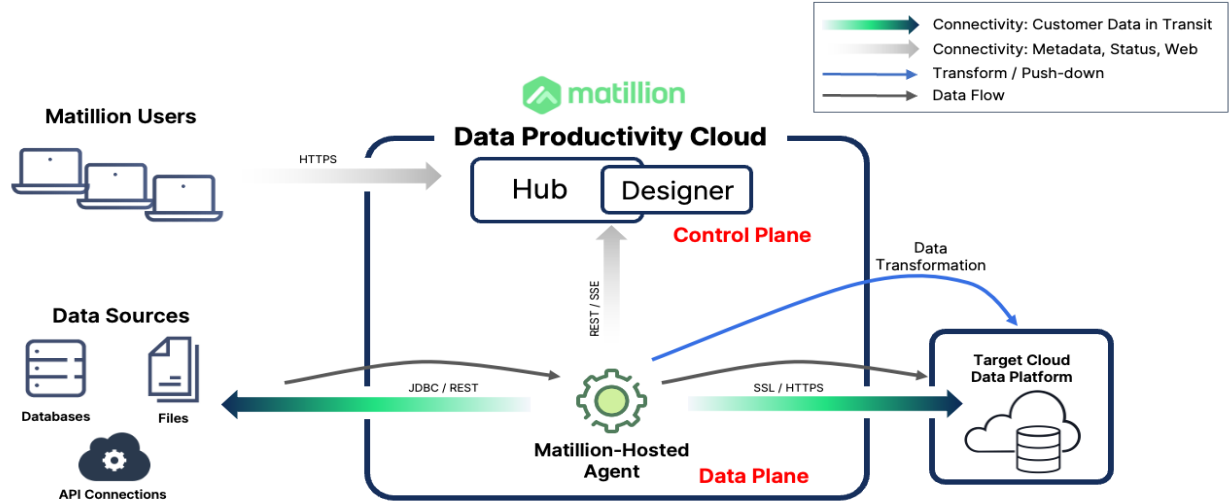 Connectivity: Customer Data in Transit
Connectivity: Metadata, Status, Web
Transform / Push-down
Data Flow
matillion
Matillion Users
Data Productivity Cloud
HTTPS
Hub
Designer
Control Plane
Data
Transformation
REST / SSE
Data Sources
Databases
Files
API Connections
JDBC / REST
SSL / HTTPS
Matillion-Hosted
Agent
Data Plane
Target Cloud
Data Platform